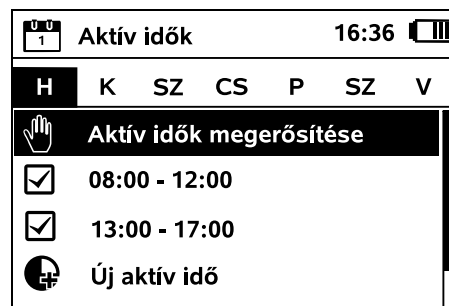 1 Aktív idők 16:36
H K SZ CS P SZ V
Aktív idők megerősítése
08:00 - 12:00
13:00 - 17:00
Új aktív idő